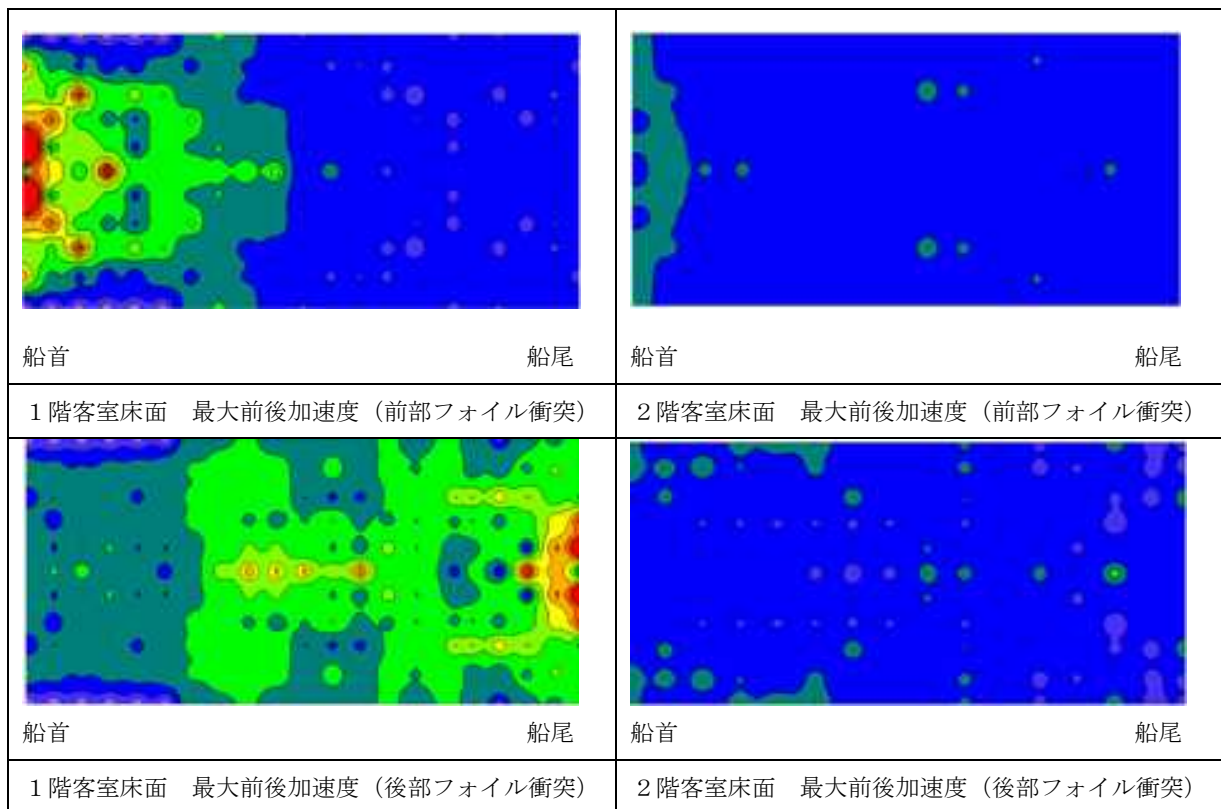 船首 船尾
船首 船尾
１階客室床面　最大前後加速度（前部フォイル衝突）
２階客室床面　最大前後加速度（前部フォイル衝突）
船首 船尾
船首 船尾
１階客室床面　最大前後加速度（後部フォイル衝突）
２階客室床面　最大前後加速度（後部フォイル衝突）